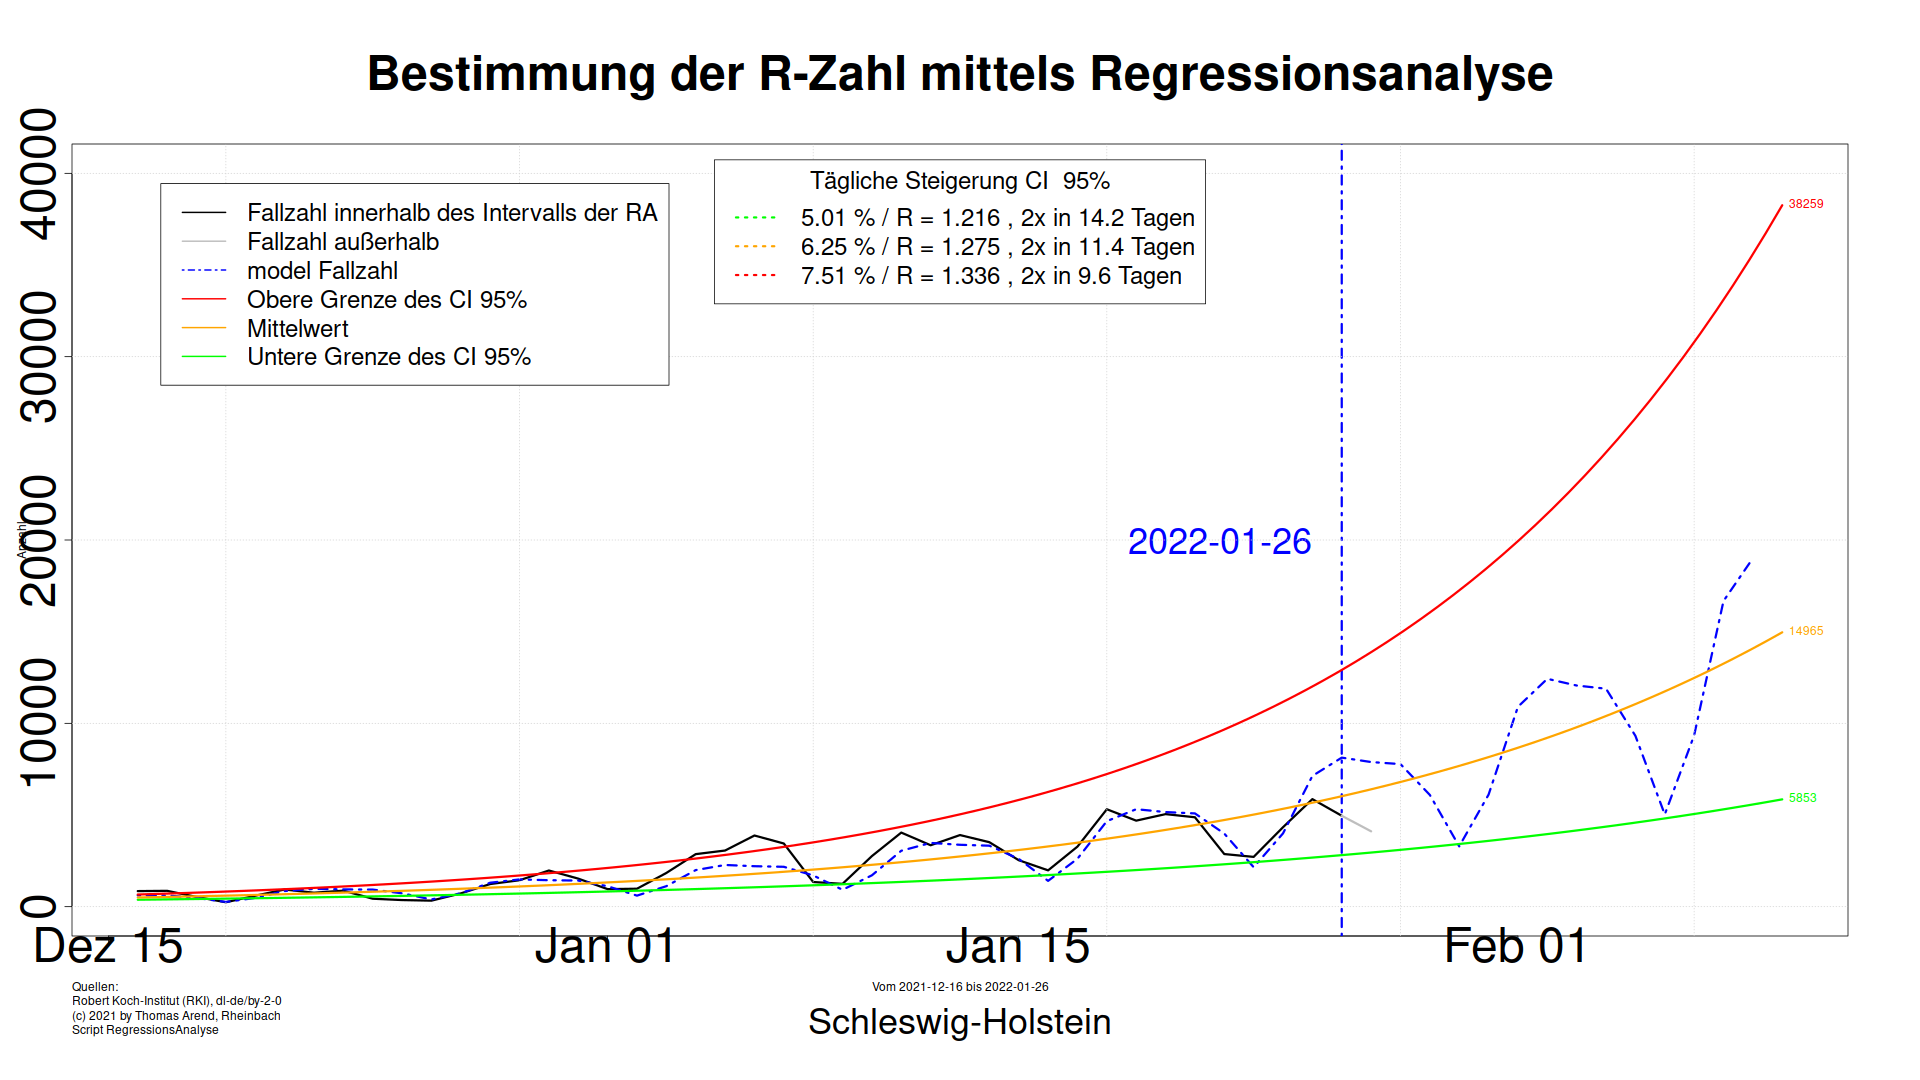 Bestimmung der R-Zahl mittels Regressionsanalyse
40000
30000
20000
10000
0
Anzahl
Fallzahl innerhalb des Intervalls der RA
Fallzahl außerhalb
model Fallzahl
Obere Grenze des CI 95%
Mittelwert
Untere Grenze des CI 95%
Tägliche Steigerung CI  95%
5.01 % / R = 1.216 , 2x in 14.2 Tagen
6.25 % / R = 1.275 , 2x in 11.4 Tagen
7.51 % / R = 1.336 , 2x in 9.6 Tagen
38259
2022-01-26
14965
5853
Dez 15
Jan 01
Jan 15
Feb 01
Quellen:
Robert Koch-Institut (RKI), dl-de/by-2-0
(c) 2021 by Thomas Arend, Rheinbach
Script RegressionsAnalyse
Vom 2021-12-16 bis 2022-01-26
Schleswig-Holstein